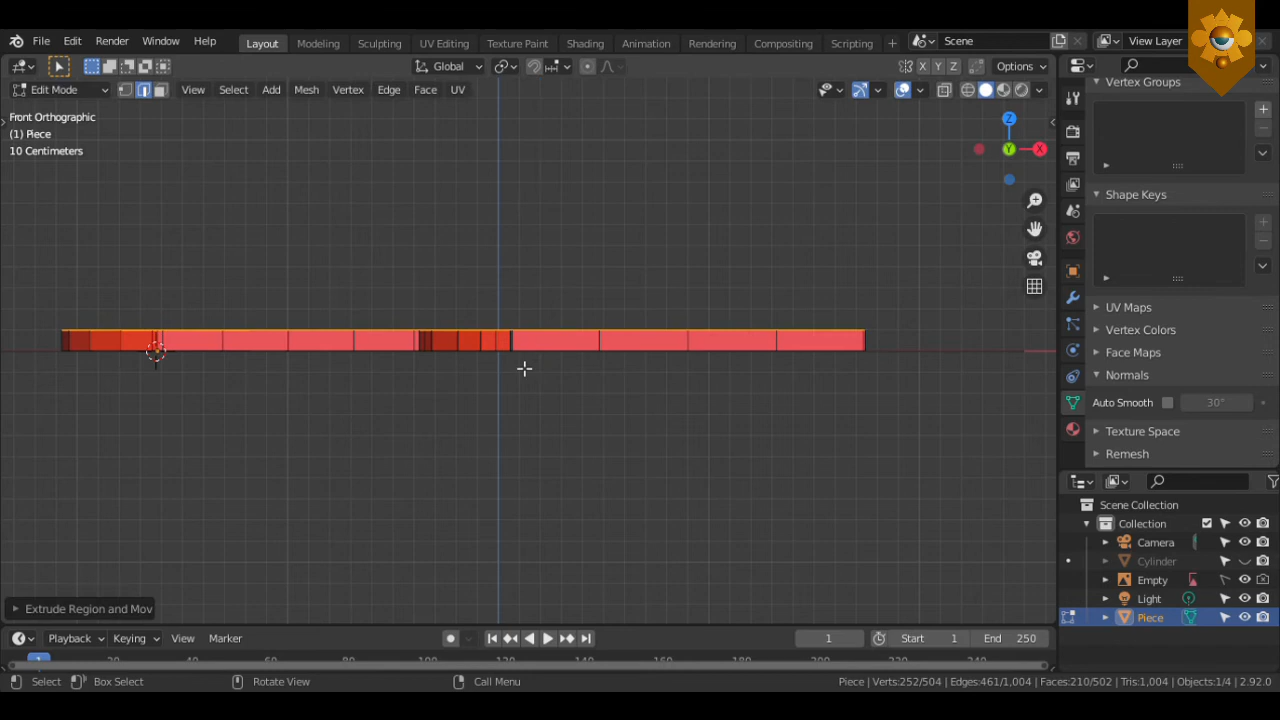 File Edit Render Window Help Layout Modeling Sculpting UV Editing Texture Paint Shading Animation Rendering Compositing Scripting + Scene View Layer
Global X Y Z Options
Edit Mode View Select Add Mesh Vertex Edge Face UV
Front Orthographic
(1) Piece
10 Centimeters
Z
Y
X
Vertex Groups
Shape Keys
UV Maps
Vertex Colors
Face Maps
Normals
Auto Smooth 30°
Texture Space
Remesh
Scene Collection
Collection
Camera
Cylinder
Empty
Light
Piece
Extrude Region and Mov
Playback Keying View Marker 1 Start 1 End 250
1
Select Box Select Rotate View Call Menu Piece | Verts:252/504 | Edges:461/1,004 | Faces:210/502 | Tris:1,004 | Objects:1/4 | 2.92.0